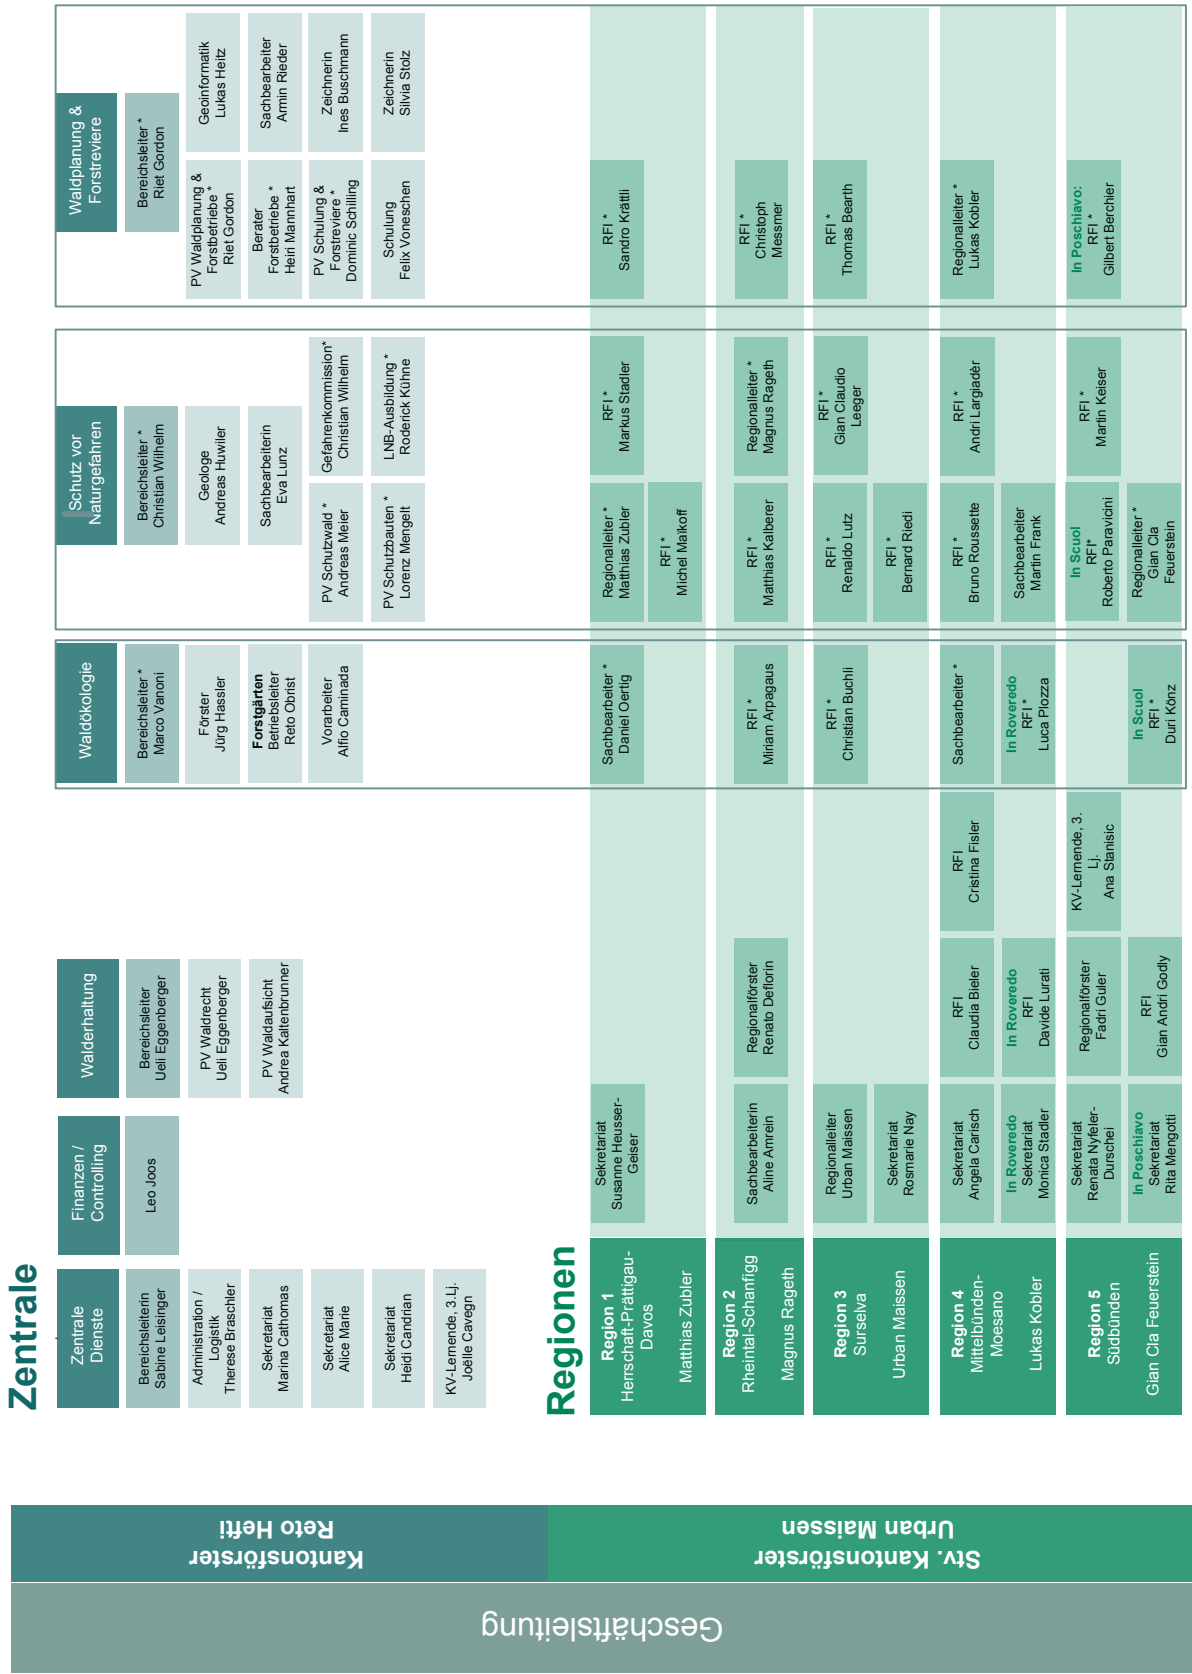 Geschäftsleitung
Kantonsförster
Reto Hefti
Stv. Kantonsförster
Urban Maissen
Zentrale
Zentrale
Dienste
Bereichsleiterin
Sabine Leisinger
Administration /
Logistik
Therese Braschler
Sekretariat
Marina Cathomas
Sekretariat
Alice Marie
Sekretariat
Heidi Candrian
KV-Lernende, 3.Lj.
Joëlle Cavegn
Finanzen /
Controlling
Leo Joos
Walderhaltung
Bereichsleiter
Ueli Eggenberger
PV Waldrecht
Ueli Eggenberger
PV Waldaufsicht
Andrea Kaltenbrunner
Waldökologie
Bereichsleiter *
Marco Vanoni
Förster
Jürg Hassler
Forstgärten
Betriebsleiter
Reto Obrist
Vorarbeiter
Alfio Caminada
Schutz vor
Naturgefahren
Bereichsleiter *
Christian Wilhelm
Geologe
Andreas Huwiler
Sachbearbeiterin
Eva Lunz
PV Schutzwald *
Andreas Meier
Gefahrenkommission*
Christian Wilhelm
PV Schutzbauten *
Lorenz Mengelt
LNB-Ausbildung *
Roderick Kühne
Waldplanung &
Forstreviere
Bereichsleiter *
Riet Gordon
PV Waldplanung &
Forstbetriebe *
Riet Gordon
Geoinformatik
Lukas Heitz
Berater
Forstbetriebe *
Heiri Mannhart
Sachbearbeiter
Armin Rieder
PV Schulung &
Forstreviere *
Dominic Schilling
Zeichnerin
Ines Buschmann
Schulung
Felix Voneschen
Zeichnerin
Silvia Stolz
Regionen
Region 1
Herrschaft-Prättigau-
Davos
Matthias Zubler
Sekretariat
Susanne Heusser-
Geiser
Sachbearbeiter *
Daniel Oertig
Regionalleiter *
Matthias Zubler
RFI *
Michel Maikoff
RFI *
Markus Stadler
RFI *
Sandro Krättli
Region 2
Rheintal-Schanfigg
Magnus Rageth
Sachbearbeiterin
Aline Amrein
Regionalförster
Renato Deflorin
RFI *
Miriam Arpagaus
RFI *
Matthias Kalberer
Regionalleiter *
Magnus Rageth
RFI *
Christoph
Messmer
Region 3
Surselva
Urban Maissen
Regionalleiter
Urban Maissen
Sekretariat
Rosmarie Nay
RFI *
Christian Buchli
RFI *
Renaldo Lutz
RFI *
Bernard Riedi
RFI *
Gian Claudio
Leeger
RFI *
Thomas Bearth
Region 4
Mittelbünden-
Moesano
Lukas Kobler
Sekretariat
Angela Carisch
In Roveredo
Sekretariat
Monica Stadler
RFI
Claudia Bieler
In Roveredo
RFI
Davide Lurati
RFI
Cristina Fisler
Sachbearbeiter *
In Roveredo
RFI *
Luca Plozza
RFI *
Bruno Roussette
Sachbearbeiter
Martin Frank
RFI *
Andri Largiadèr
Regionalleiter *
Lukas Kobler
Region 5
Südbünden
Gian Cla Feuerstein
Sekretariat
Renata Nyfeler-
Durschei
In Poschiavo
Sekretariat
Rita Mengotti
Regionalförster
Fadri Guler
RFI
Gian Andri Godly
KV-Lernende, 3.
Lj.
Ana Stanisic
In Scuol
RFI *
Duri Könz
In Scuol
RFI*
Roberto Paravicini
Regionalleiter *
Gian Cla
Feuerstein
RFI *
Martin Keiser
In Poschiavo:
RFI *
Gilbert Berchier